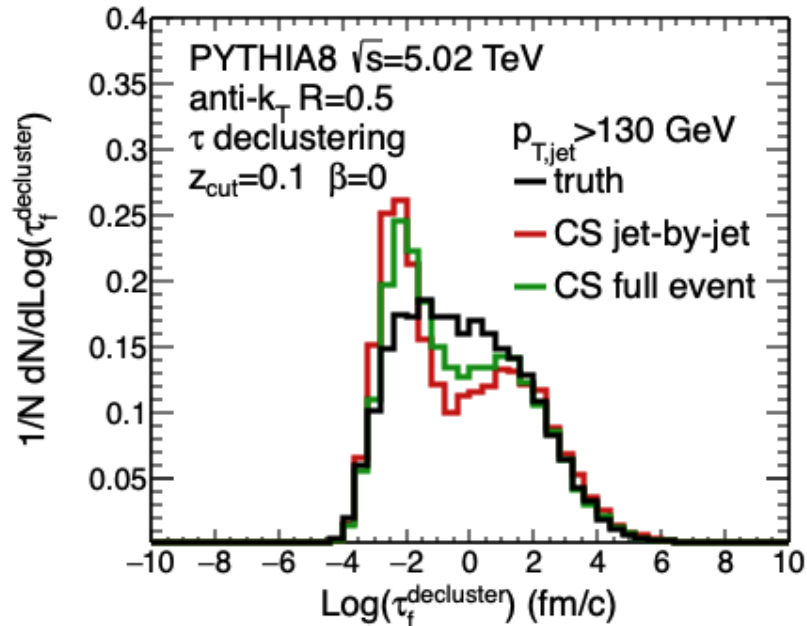 0.4
0.35
0.3
0.25
0.2
0.15
0.1
0.05
1/N dN/dLog(τ_f^decluster)
PYTHIA8 √s=5.02 TeV
anti-k_T R=0.5
τ declustering
z_cut=0.1 β=0
p_T,jet>130 GeV
truth
CS jet-by-jet
CS full event
−10 −8 −6 −4 −2 0 2 4 6 8 10
Log(τ_f^decluster) (fm/c)